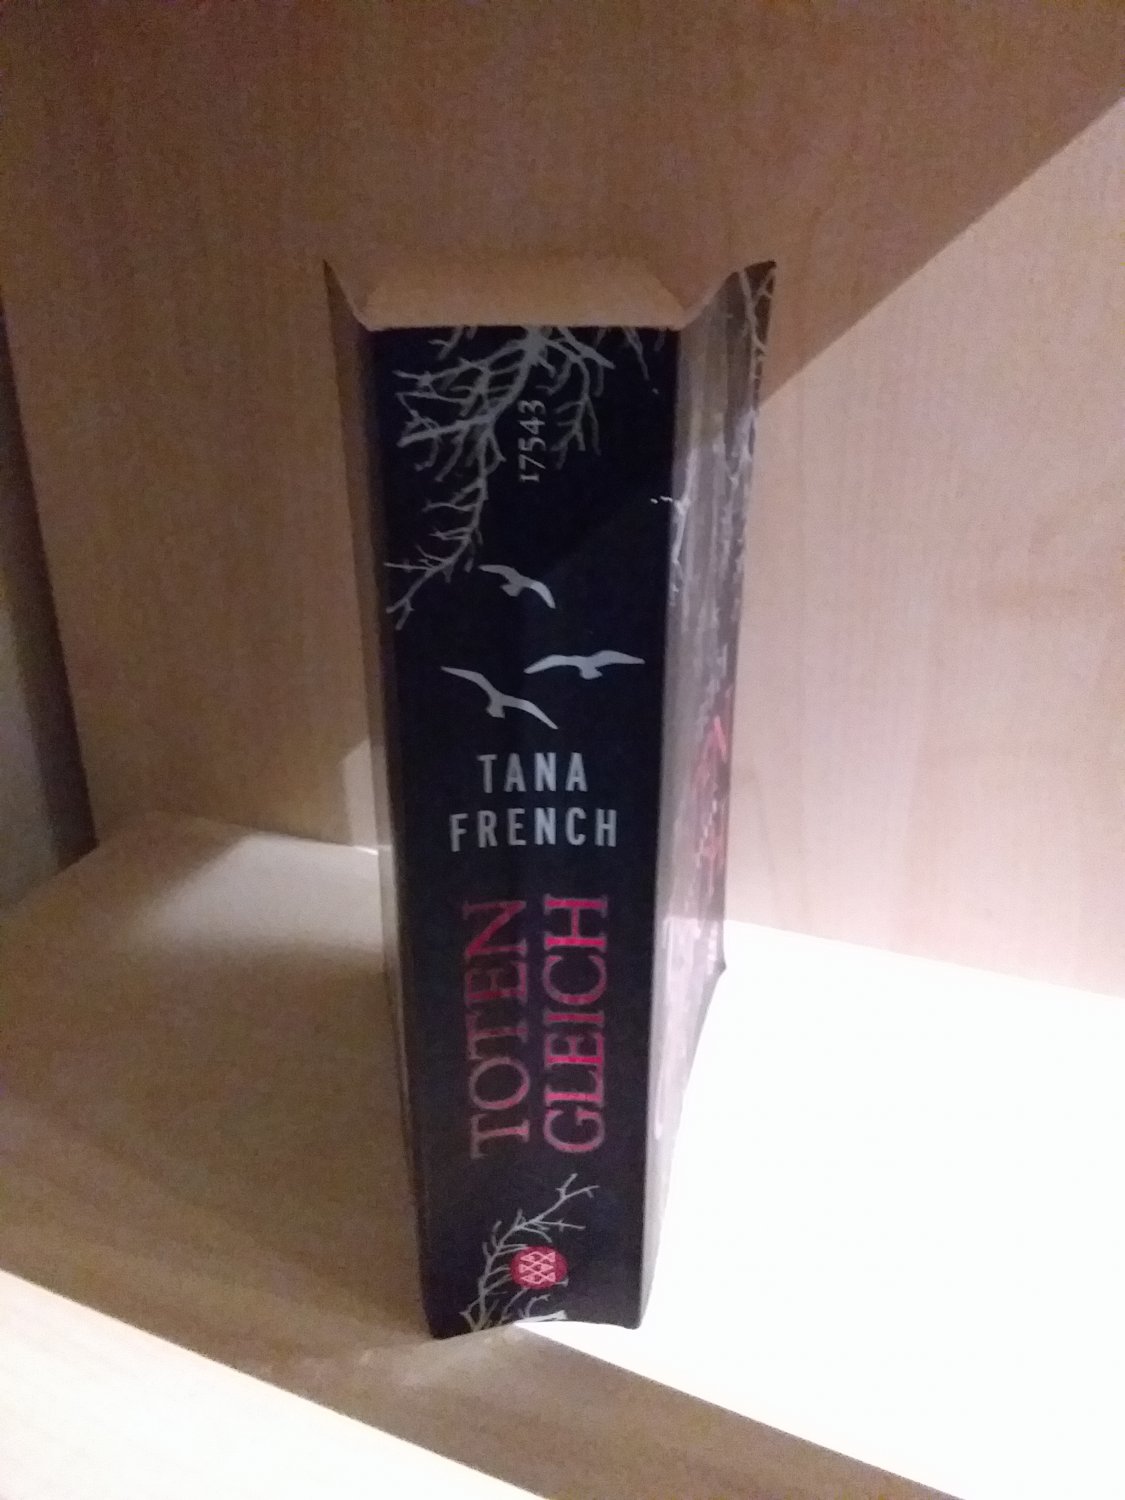 17543
TANA
FRENCH
TOTEN
GLEICH